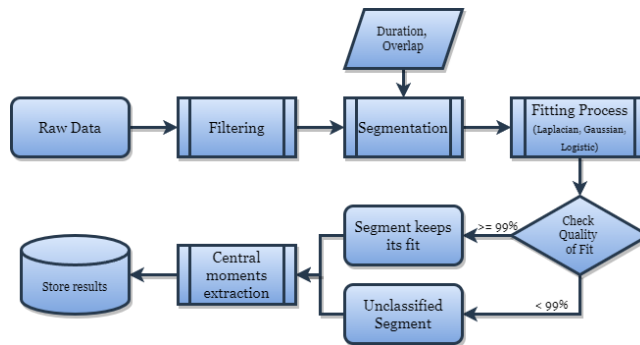 Duration,
Overlap
Raw Data
Filtering
Segmentation
Fitting Process
(Laplacian, Gaussian,
Logistic)
Check
Quality
of Fit
>= 99%
Segment keeps
its fit
< 99%
Unclassified
Segment
Central
moments
extraction
Store results